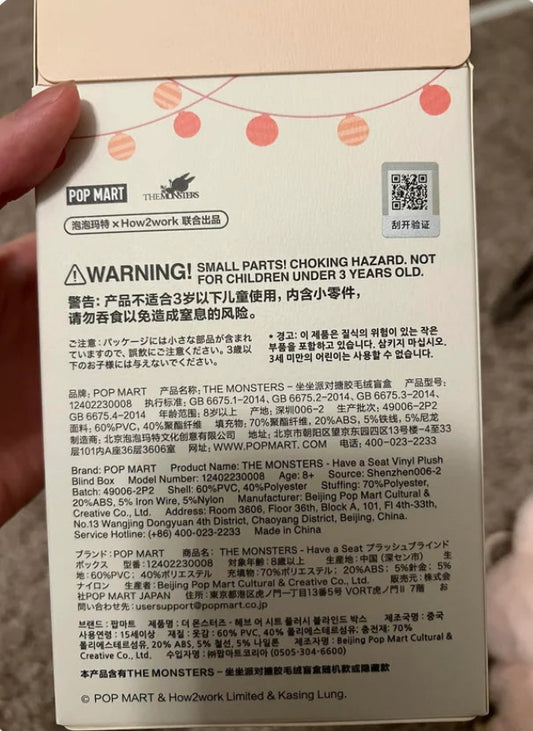 POP MART
THE MONSTERS
泡泡玛特 × How2work 联合出品
刮开验证
WARNING! SMALL PARTS! CHOKING HAZARD. NOT
FOR CHILDREN UNDER 3 YEARS OLD.
警告: 产品不适合3岁以下儿童使用，内含小零件，
请勿吞食以免造成窒息的风险。
ご注意：パッケージには小さな部品が含まれ
ていますので、誤飲にご注意ください。3歳以
下のお子様には与えないでください。
* 경고: 이 제품은 질식의 위험이 있는 작은
부품을 포함하고 있습니다. 삼키지 마십시오.
3세 미만의 어린이는 사용할 수 없습니다.
品牌: POP MART 产品名称: THE MONSTERS – 坐坐派对搪胶毛绒盲盒 产品型号:
12402230008 执行标准: GB 6675.1–2014、GB 6675.2–2014、GB 6675.3–2014、
GB 6675.4–2014 年龄范围: 8岁以上 产地: 深圳006-2 生产批次: 49006-2P2
面料: 60%PVC, 40%聚酯纤维 填充物: 70%聚酯纤维, 20%ABS, 5%铁线, 5%尼龙
制造商: 北京泡泡玛特文化创意有限公司 地址: 北京市朝阳区望京东园四区13号楼-4至33
层101内A座36层3606室 网址: WWW.POPMART.COM 电话: 400-023-2233
Brand: POP MART Product Name: THE MONSTERS - Have a Seat Vinyl Plush
Blind Box Model Number: 12402230008 Age: 8+ Source: Shenzhen006-2
Batch: 49006-2P2 Shell: 60%PVC, 40%Polyester Stuffing: 70%Polyester,
20%ABS, 5% Iron Wire, 5%Nylon Manufacturer: Beijing Pop Mart Cultural &
Creative Co., Ltd. Address: Room 3606, Floor 36th, Block A, 101, Fl 4th-33th,
No.13 Wangjing Dongyuan 4th District, Chaoyang District, Beijing, China.
Service Hotline: (+86) 400-023-2233 Made in China
ブランド : POP MART 商品名: THE MONSTERS - Have a Seat プラッシュブラインド
ボックス 型番: 12402230008 対象年齢: 8歳以上 生産地: 中国 (深セン市) 生
地: 60%PVC；40%ポリエステル 充填物: 70%ポリエステル；20%ABS；5%針金；5%
ナイロン 生産者: Beijing Pop Mart Cultural & Creative Co., Ltd. 販売元: 株式会
社POP MART JAPAN 住所: 東京都港区虎ノ門一丁目13番5号 VORT虎ノ門Ⅱ 7階 お
問い合わせ先: usersupport@popmart.co.jp
브랜드 : 팝마트 제품명: 더 몬스터즈 - 헤브 어 시트 플러시 블라인드 박스 제조국명: 중국
사용연령 : 15세이상 재질: 겉감: 60% PVC, 40% 폴리에스테르섬유; 충전재: 70%
폴리에스테르섬유, 20% ABS, 5% 철선, 5% 나일론 제조자명: Beijing Pop Mart Cultural &
Creative Co., Ltd. 수입자명 : ㈜팝마트코리아 (0505-304-6600)
本产品含有THE MONSTERS – 坐坐派对搪胶毛绒盲盒随机款或隐藏款
© POP MART & How2work Limited & Kasing Lung.